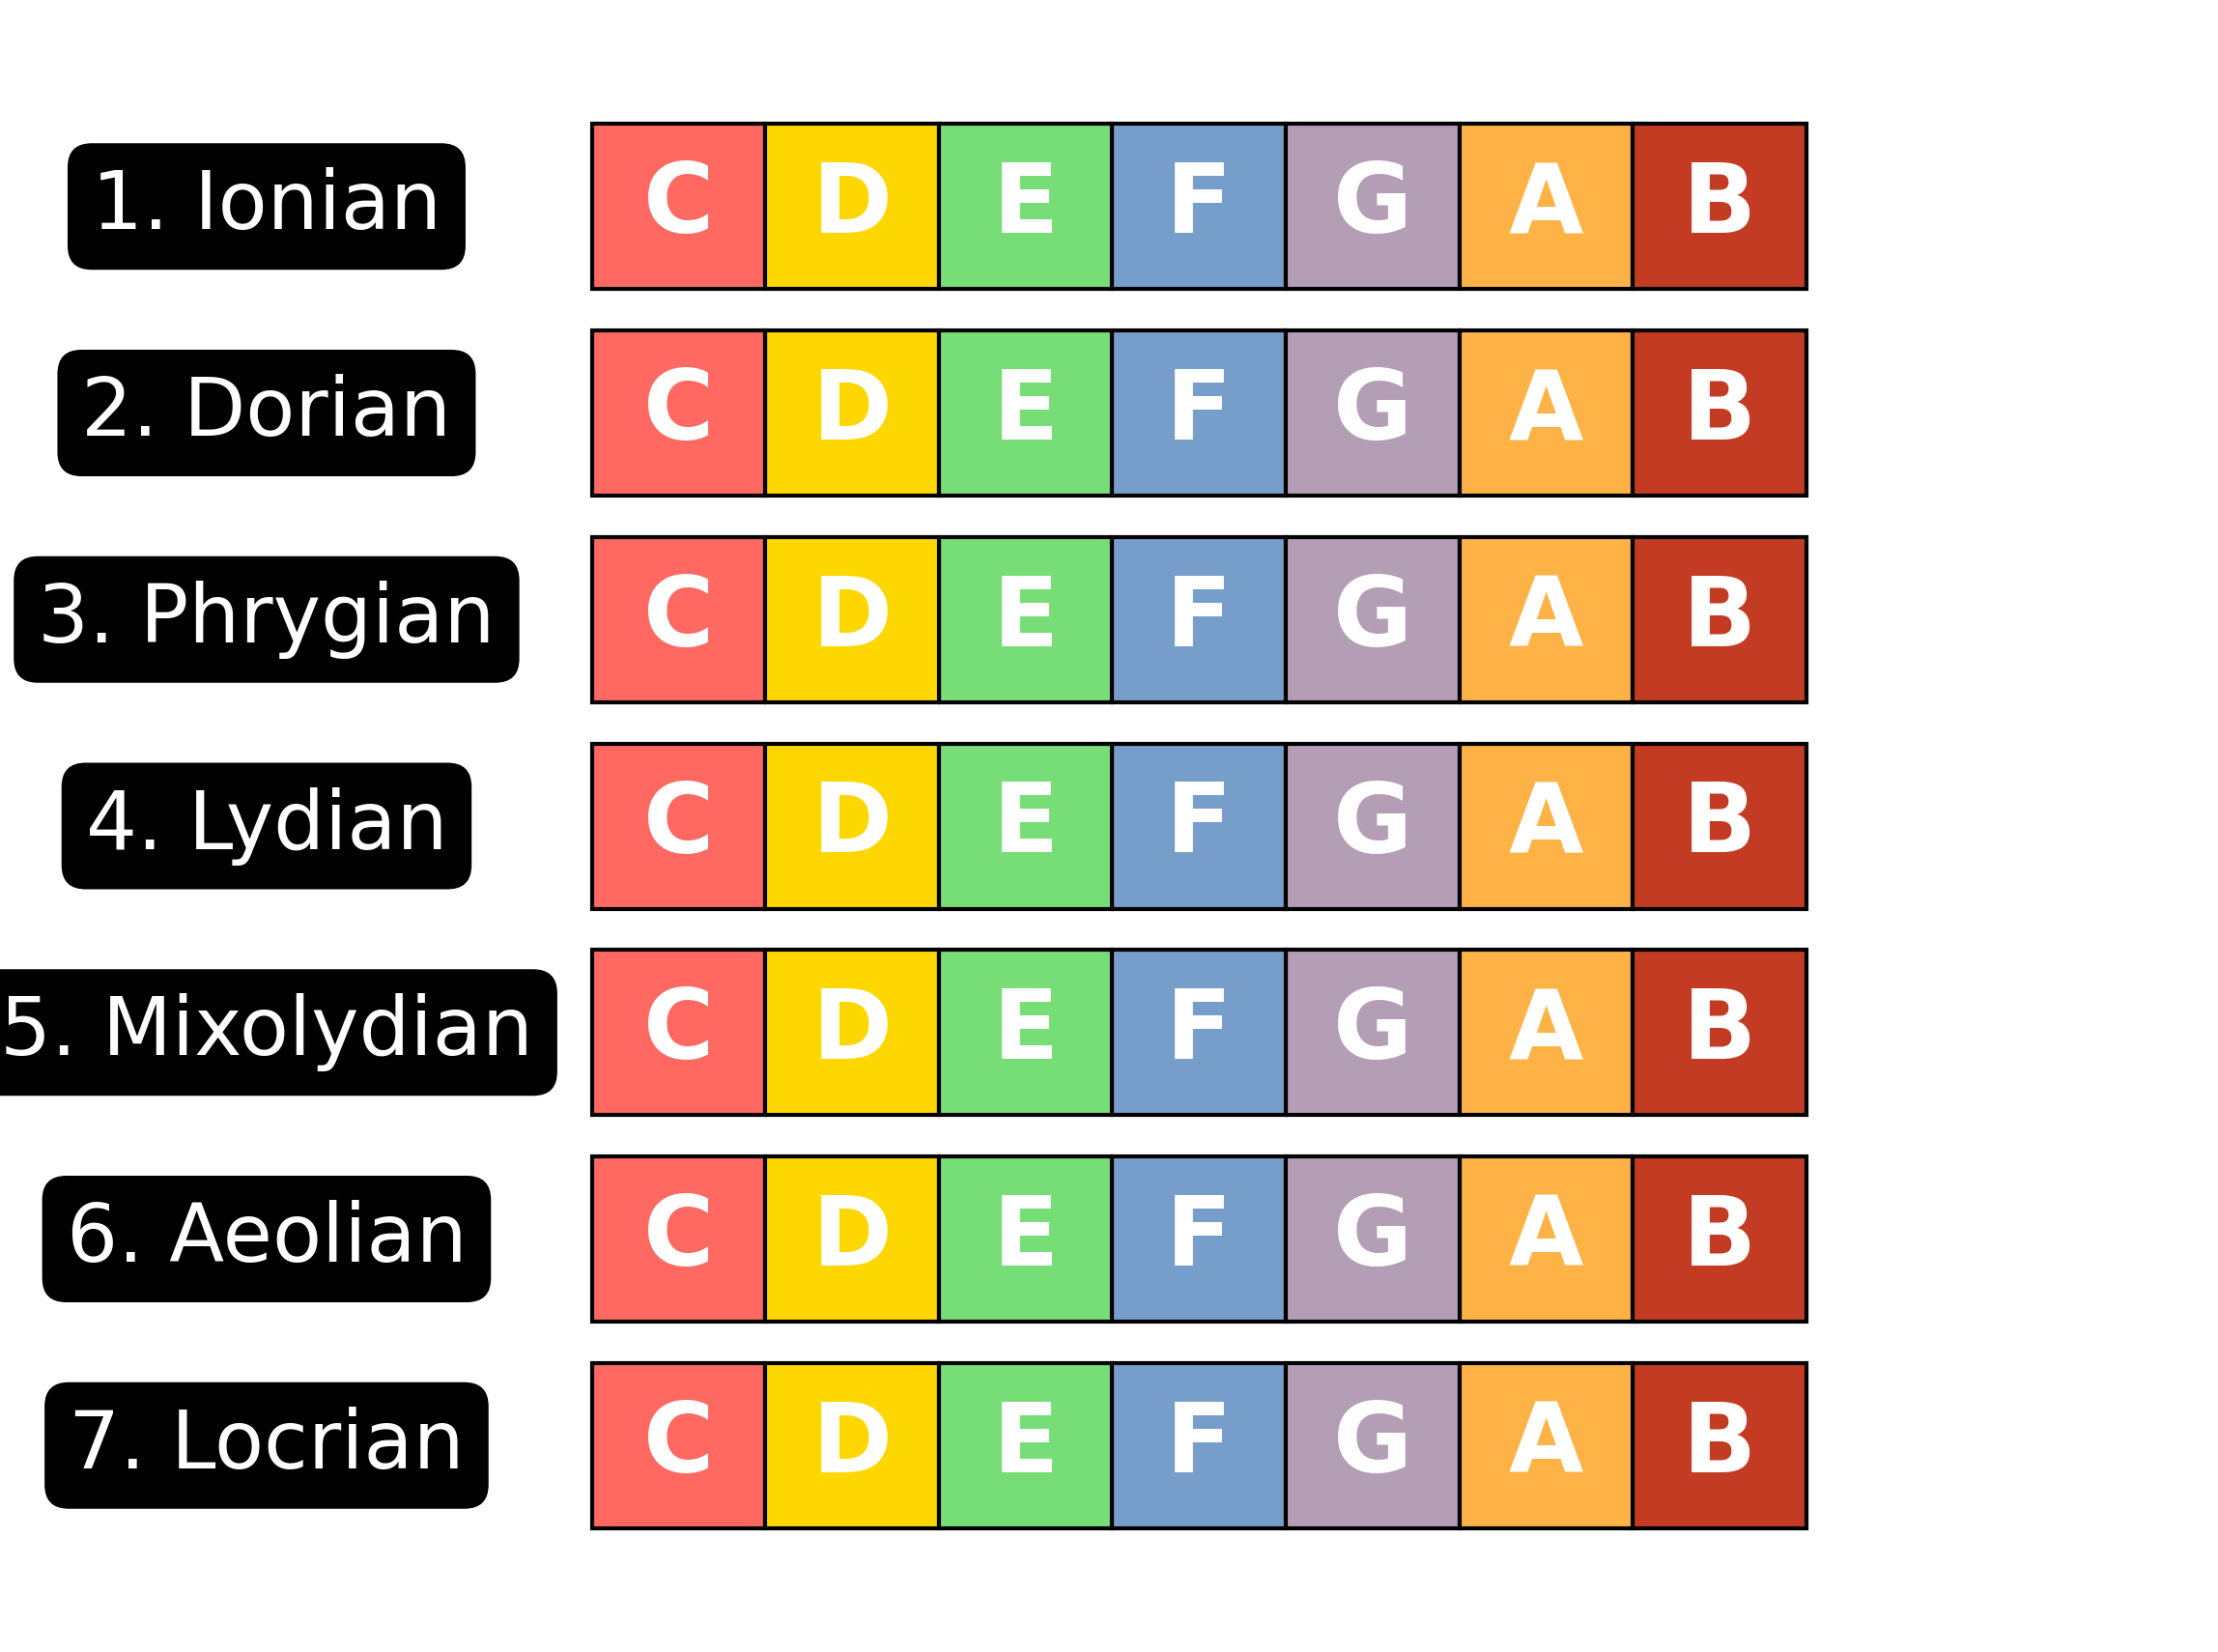 1. Ionian C D E F G A B
2. Dorian C D E F G A B
3. Phrygian C D E F G A B
4. Lydian C D E F G A B
5. Mixolydian C D E F G A B
6. Aeolian C D E F G A B
7. Locrian C D E F G A B